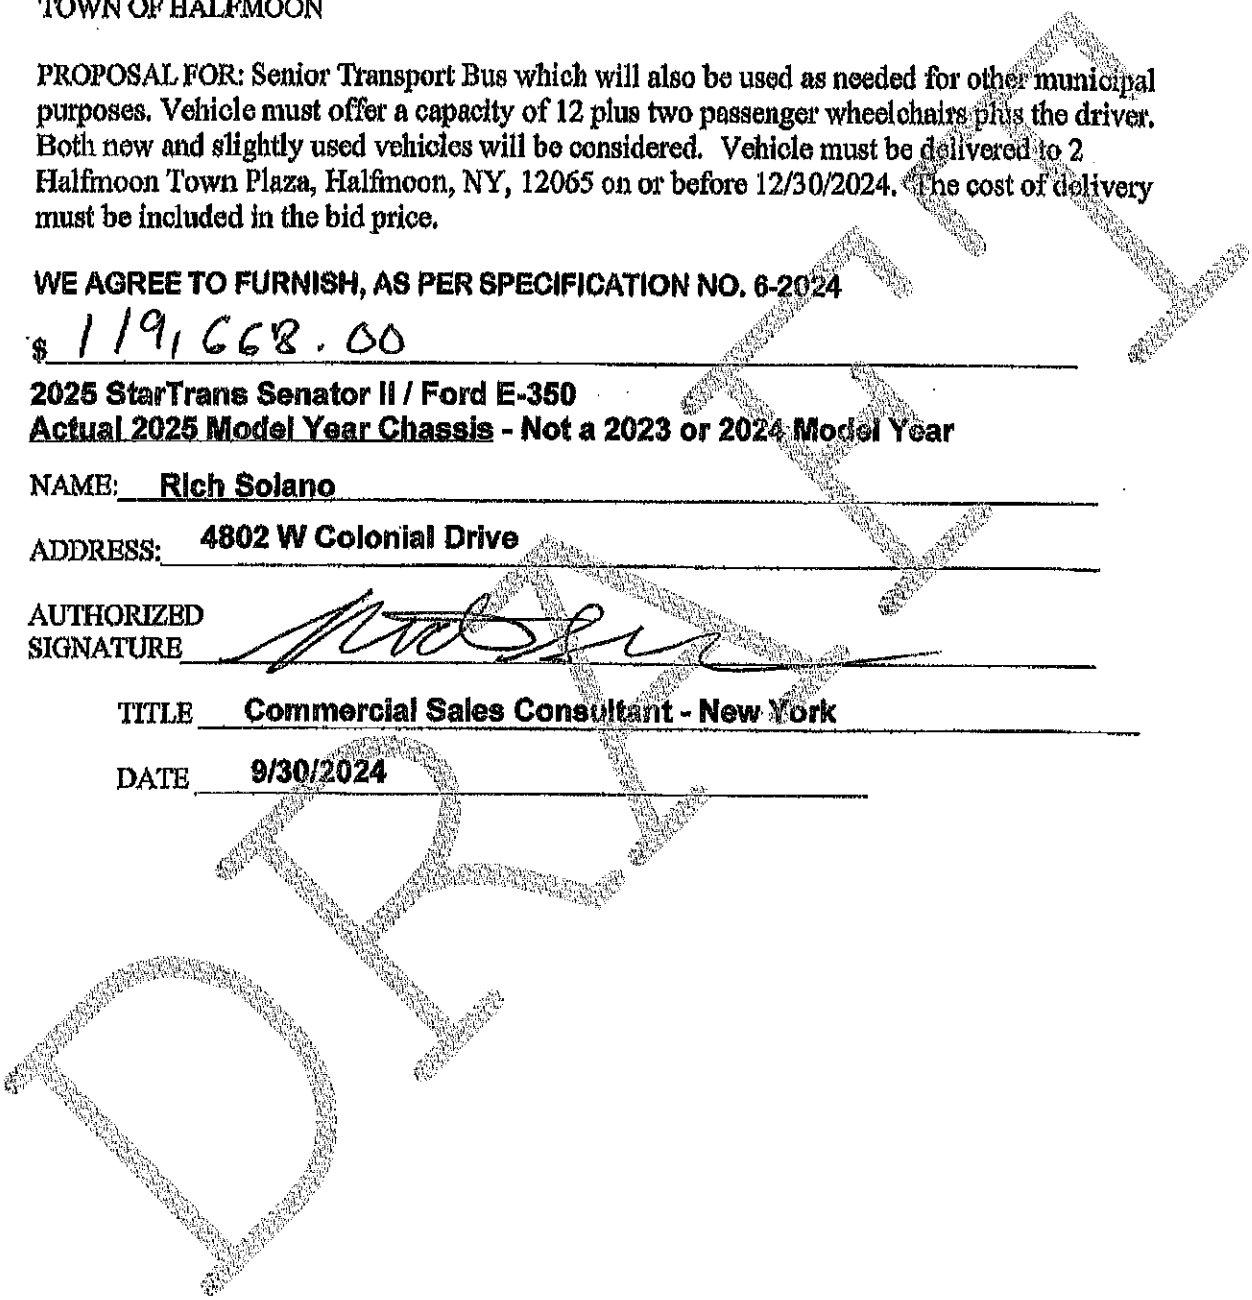 TOWN OF HALFMOON
PROPOSAL FOR: Senior Transport Bus which will also be used as needed for other municipal
purposes. Vehicle must offer a capacity of 12 plus two passenger wheelchairs plus the driver.
Both new and slightly used vehicles will be considered. Vehicle must be delivered to 2
Halfmoon Town Plaza, Halfmoon, NY, 12065 on or before 12/30/2024. The cost of delivery
must be included in the bid price.
WE AGREE TO FURNISH, AS PER SPECIFICATION NO. 6-2024
$ 119,668.00
2025 StarTrans Senator II / Ford E-350
Actual 2025 Model Year Chassis - Not a 2023 or 2024 Model Year
NAME: Rich Solano
ADDRESS: 4802 W Colonial Drive
AUTHORIZED
SIGNATURE
TITLE Commercial Sales Consultant - New York
DATE 9/30/2024
DRAFT